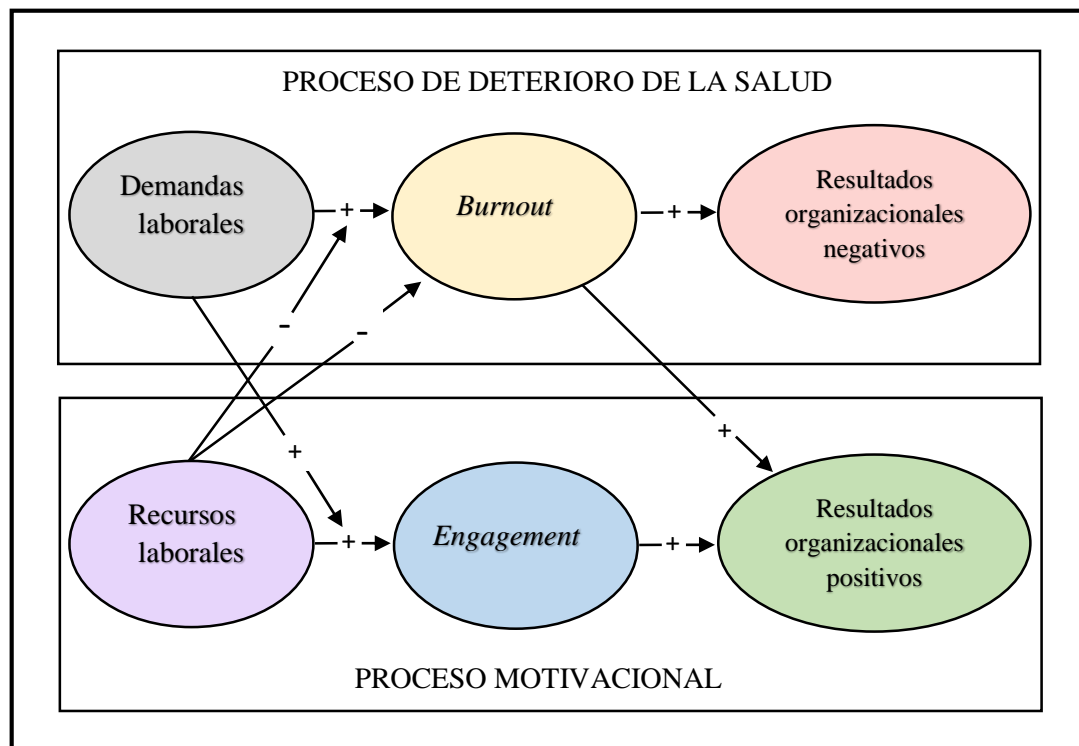 PROCESO DE DETERIORO DE LA SALUD
Demandas
laborales
+
Burnout
+
Resultados
organizacionales
negativos
-
-
+
+
Recursos
laborales
+
Engagement
+
Resultados
organizacionales
positivos
PROCESO MOTIVACIONAL